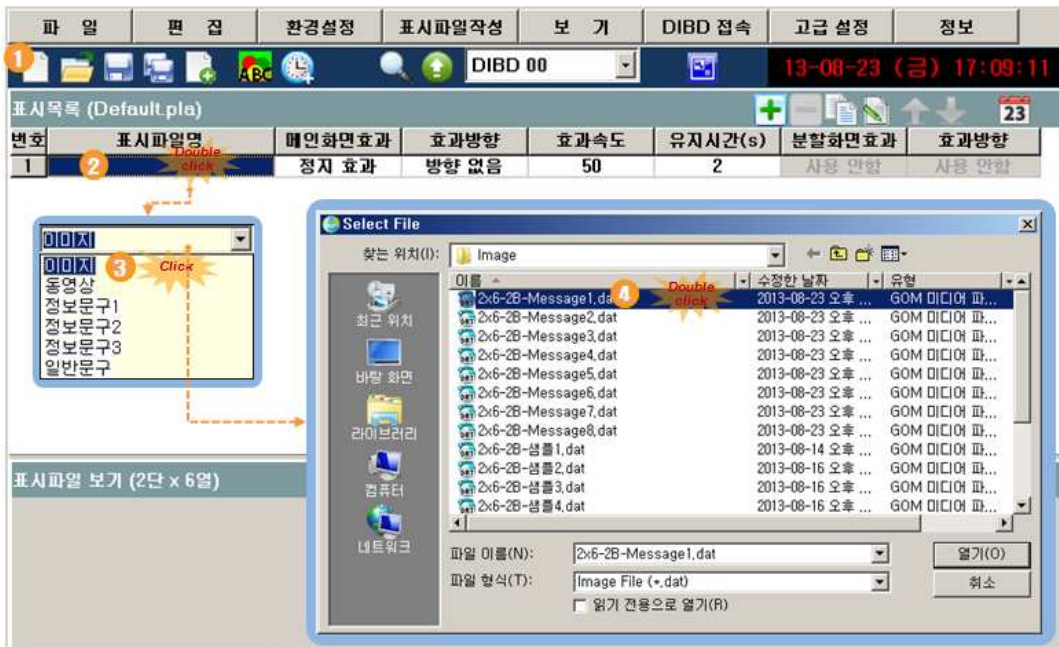 파 일 편 집 환경설정 표시파일작성 보 기 DIBD 접속 고급 설정 정보
1 ABC DIBD 00 13-08-23 (금) 17:09:11
표시목록 (Default.pla) 23
번호 표시파일명 메인화면효과 효과방향 효과속도 유지시간(s) 분할화면효과 효과방향
1 2 Double click 정지 효과 방향 없음 50 2 사용 안함 사용 안함
이미지
이미지 3 Click
동영상
정보문구1
정보문구2
정보문구3
일반문구
Select File
찾는 위치(I): Image
최근 위치
바탕 화면
라이브러리
컴퓨터
네트워크
이름 수정한 날짜 유형
2x6-2B-Message1.dat 4 Double click 2013-08-23 오후 ... GOM 미디어 파...
2x6-2B-Message2.dat 2013-08-23 오후 ... GOM 미디어 파...
2x6-2B-Message3.dat 2013-08-23 오후 ... GOM 미디어 파...
2x6-2B-Message4.dat 2013-08-23 오후 ... GOM 미디어 파...
2x6-2B-Message5.dat 2013-08-23 오후 ... GOM 미디어 파...
2x6-2B-Message6.dat 2013-08-23 오후 ... GOM 미디어 파...
2x6-2B-Message7.dat 2013-08-23 오후 ... GOM 미디어 파...
2x6-2B-Message8.dat 2013-08-23 오후 ... GOM 미디어 파...
2x6-2B-샘플1.dat 2013-08-14 오후 ... GOM 미디어 파...
2x6-2B-샘플2.dat 2013-08-16 오후 ... GOM 미디어 파...
2x6-2B-샘플3.dat 2013-08-16 오후 ... GOM 미디어 파...
2x6-2B-샘플4.dat 2013-08-16 오후 ... GOM 미디어 파...
파일 이름(N): 2x6-2B-Message1.dat 열기(O)
파일 형식(T): Image File (*.dat) 취소
읽기 전용으로 열기(R)
표시파일 보기 (2단 x 6열)